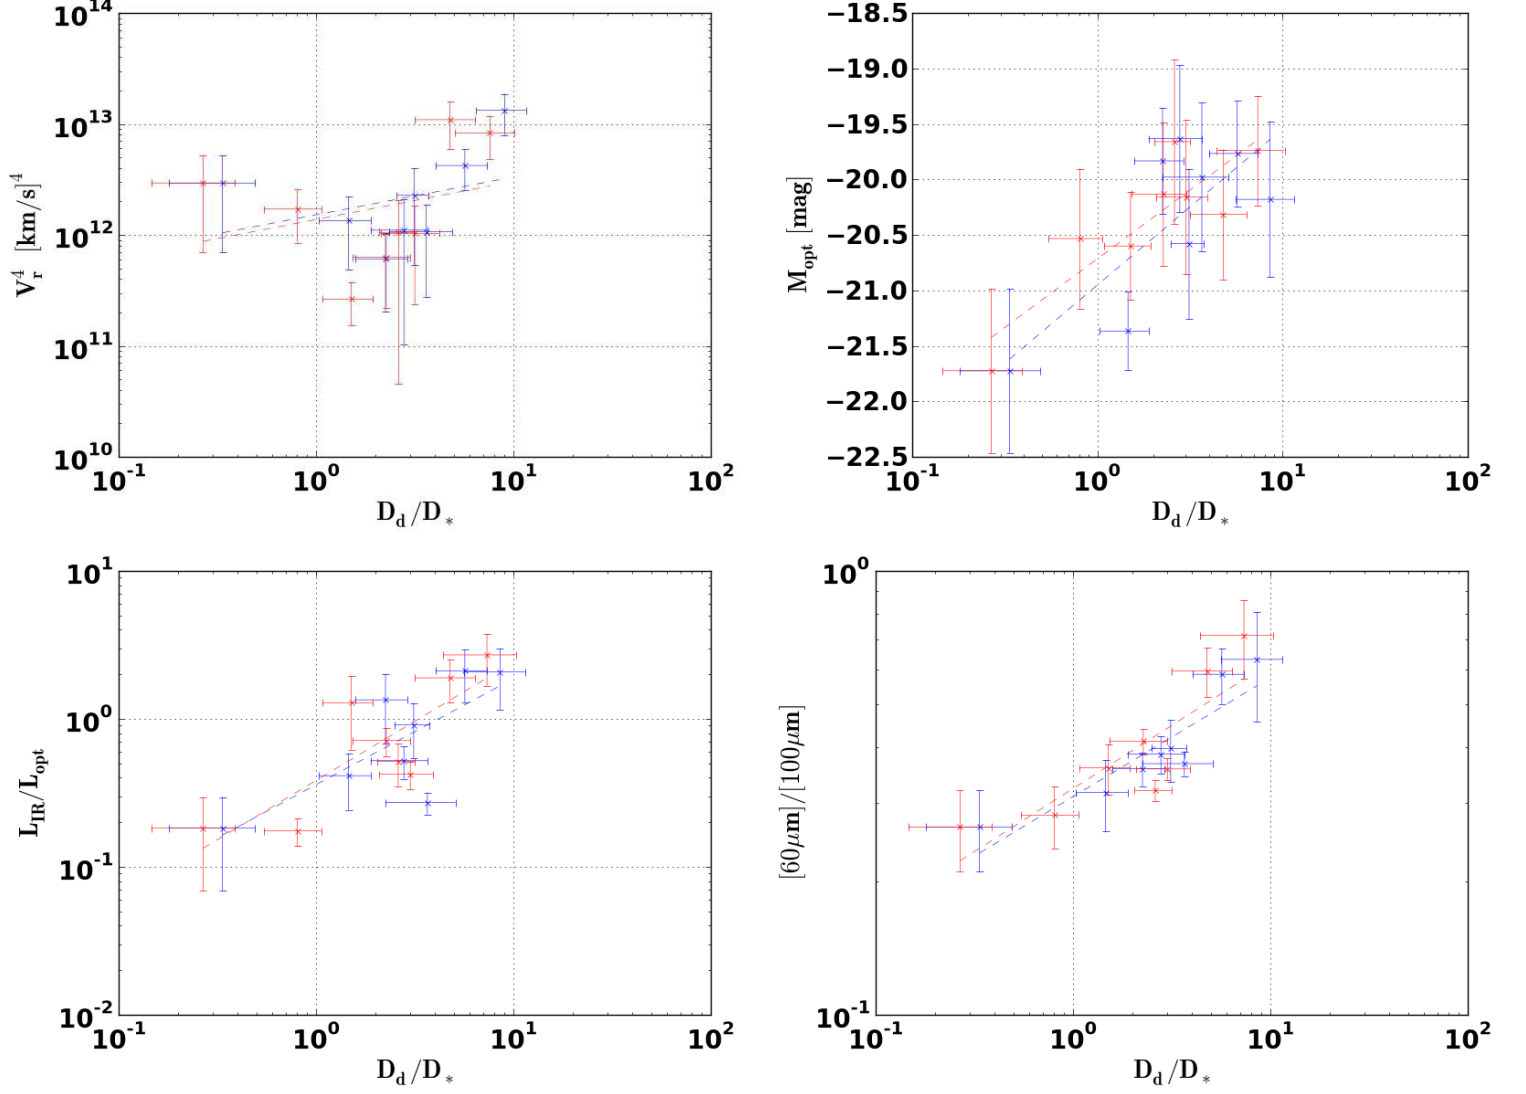 10^14
10^13
10^12
10^11
10^10
V_r^4 [km/s]^4
10^-1 10^0 10^1 10^2
D_d/D_*
−18.5
−19.0
−19.5
−20.0
−20.5
−21.0
−21.5
−22.0
−22.5
M_opt [mag]
10^-1 10^0 10^1 10^2
D_d/D_*
10^1
10^0
10^-1
10^-2
L_IR/L_opt
10^-1 10^0 10^1 10^2
D_d/D_*
10^0
10^-1
[60μm]/[100μm]
10^-1 10^0 10^1 10^2
D_d/D_*